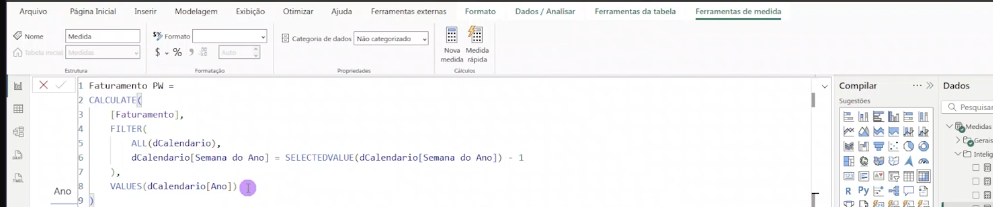 Arquivo Página Inicial Inserir Modelagem Exibição Otimizar Ajuda Ferramentas externas Formato Dados / Analisar Ferramentas da tabela Ferramentas de medida
Nome Medida
Tabela inicial Medidas
Estrutura
Formato
$ % Auto
Formatação
Categoria de dados Não categorizado
Propriedades
Nova medida
Medida rápida
Cálculos
1 Faturamento PW =
2 CALCULATE(
3 [Faturamento],
4 FILTER(
5 ALL(dCalendario),
6 dCalendario[Semana do Ano] = SELECTEDVALUE(dCalendario[Semana do Ano]) - 1
7 ),
8 VALUES(dCalendario[Ano])
9 )
Ano
Compilar
Sugestões
R Py
Dados
Pesquisar
Medidas
Gerais
Intelig